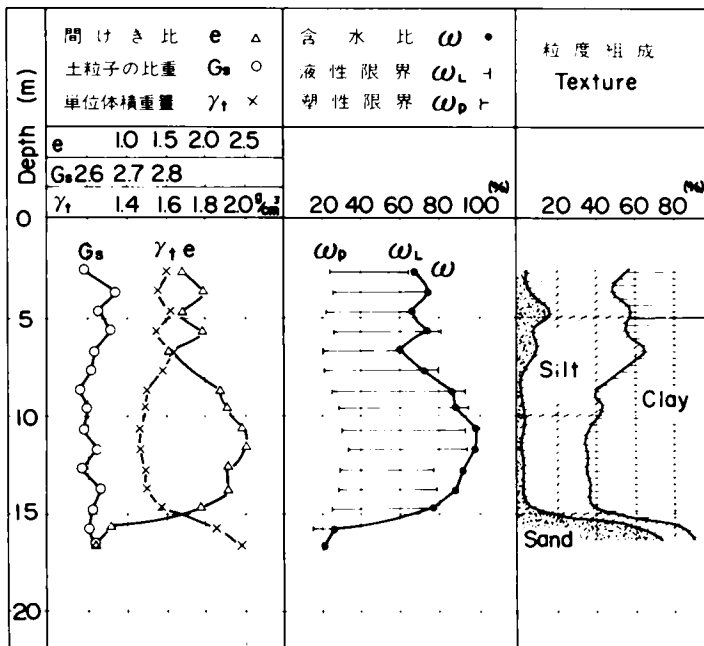 間けき比 e △
土粒子の比重 Gs ○
単位体積重量 γt ×
含水比 ω ●
液性限界 ωL ⊣
塑性限界 ωp ⊢
粒度組成
Texture
Depth (m)
e 1.0 1.5 2.0 2.5
Gs 2.6 2.7 2.8
γt 1.4 1.6 1.8 2.0 g/cm³
(%)
20 40 60 80 100
(%)
20 40 60 80
0
5
10
15
20
Gs γt e
ωp ωL ω
Silt
Clay
Sand